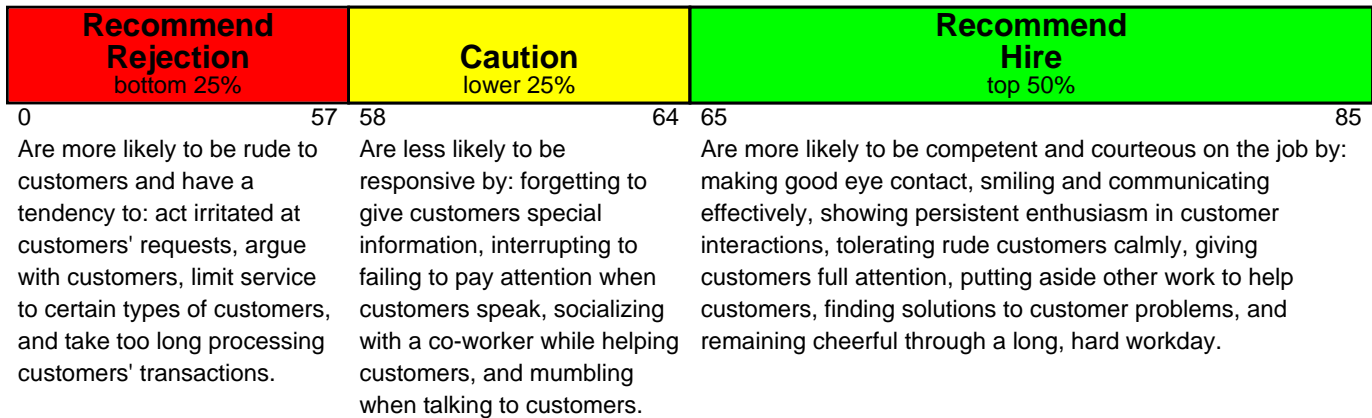 Recommend
Rejection
bottom 25%
Caution
lower 25%
Recommend
Hire
top 50%
0 57 58 64 65 85
Are more likely to be rude to
customers and have a
tendency to: act irritated at
customers' requests, argue
with customers, limit service
to certain types of customers,
and take too long processing
customers' transactions.
Are less likely to be
responsive by: forgetting to
give customers special
information, interrupting to
failing to pay attention when
customers speak, socializing
with a co-worker while helping
customers, and mumbling
when talking to customers.
Are more likely to be competent and courteous on the job by:
making good eye contact, smiling and communicating
effectively, showing persistent enthusiasm in customer
interactions, tolerating rude customers calmly, giving
customers full attention, putting aside other work to help
customers, finding solutions to customer problems, and
remaining cheerful through a long, hard workday.